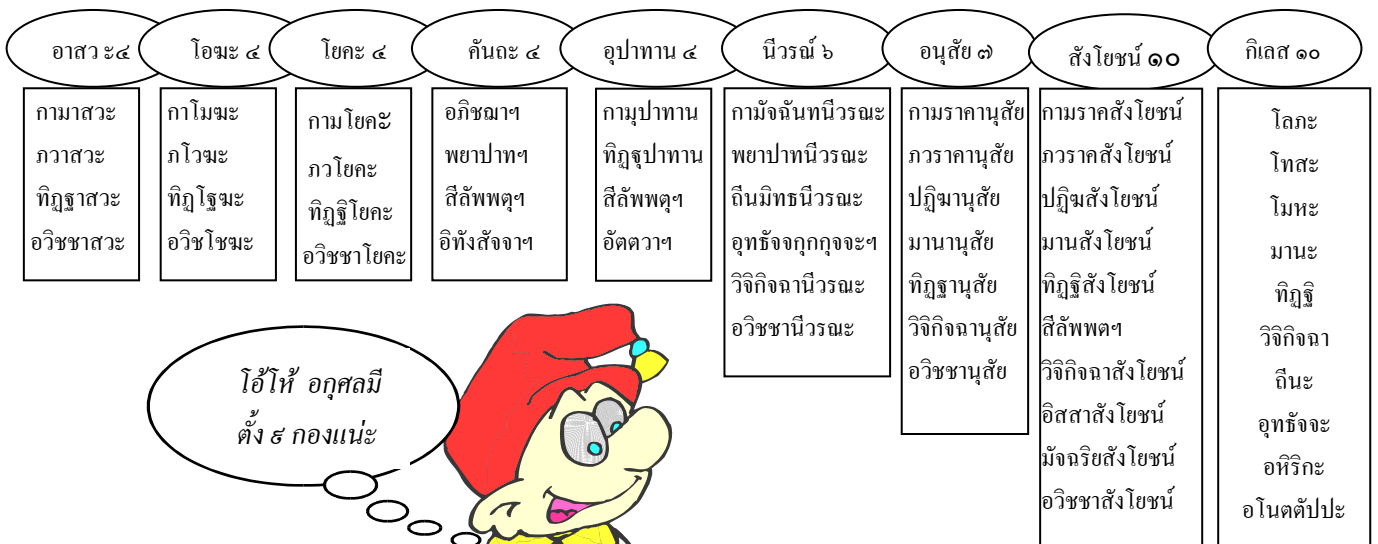 อาสว ะ๔
โอฆะ ๔
โยคะ ๔
คันถะ ๔
อุปาทาน ๔
นีวรณ์ ๖
อนุสัย ๗
สังโยชน์ ๑๐
กิเลส ๑๐
กามาสวะ
ภวาสวะ
ทิฏฐาสวะ
อวิชชาสวะ
กาโมฆะ
ภโวฆะ
ทิฏโฐฆะ
อวิชโชฆะ
กามโยคะ
ภวโยคะ
ทิฏฐิโยคะ
อวิชชาโยคะ
อภิชฌาฯ
พยาปาทฯ
สีลัพพตุฯ
อิทังสัจจาฯ
กามุปาทาน
ทิฏฐุปาทาน
สีลัพพตุฯ
อัตตวาฯ
กามัจฉันทนีวรณะ
พยาปาทนีวรณะ
ถีนมิทธนีวรณะ
อุทธัจจกุกกุจจะฯ
วิจิกิจฉานีวรณะ
อวิชชานีวรณะ
กามราคานุสัย
ภวราคานุสัย
ปฏิฆานุสัย
มานานุสัย
ทิฏฐานุสัย
วิจิกิจฉานุสัย
อวิชชานุสัย
กามราคสังโยชน์
ภวราคสังโยชน์
ปฏิฆสังโยชน์
มานสังโยชน์
ทิฏฐิสังโยชน์
สีลัพพตฯ
วิจิกิจฉาสังโยชน์
อิสสาสังโยชน์
มัจฉริยสังโยชน์
อวิชชาสังโยชน์
โลภะ
โทสะ
โมหะ
มานะ
ทิฏฐิ
วิจิกิจฉา
ถีนะ
อุทธัจจะ
อหิริกะ
อโนตตัปปะ
โอ้โห้ อกุศลมี
ตั้ง ๙ กองแน่ะ